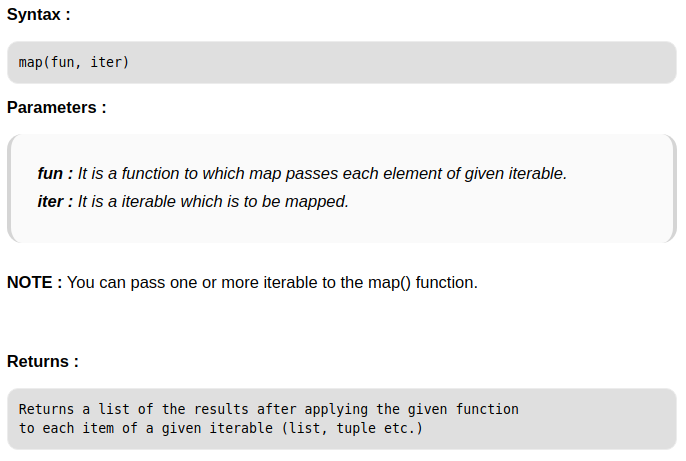 Syntax :
map(fun, iter)
Parameters :
fun : It is a function to which map passes each element of given iterable.
iter : It is a iterable which is to be mapped.
NOTE : You can pass one or more iterable to the map() function.
Returns :
Returns a list of the results after applying the given function
to each item of a given iterable (list, tuple etc.)